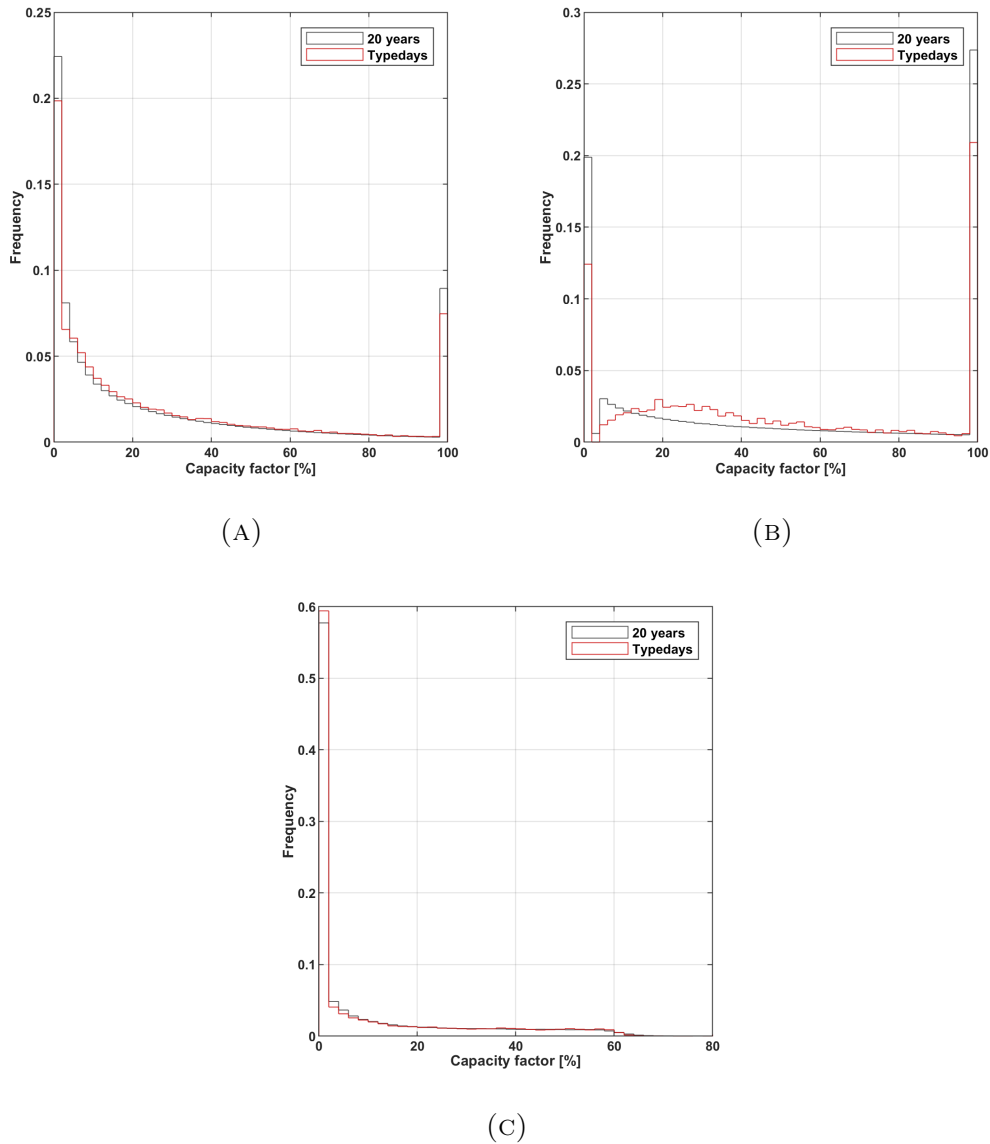 0.25
0.2
0.15
0.1
0.05
0
Frequency
0 20 40 60 80 100
Capacity factor [%]
20 years
Typedays
(A)
0.3
0.25
0.2
0.15
0.1
0.05
0
Frequency
0 20 40 60 80 100
Capacity factor [%]
20 years
Typedays
(B)
0.6
0.5
0.4
0.3
0.2
0.1
0
Frequency
0 20 40 60 80
Capacity factor [%]
20 years
Typedays
(C)